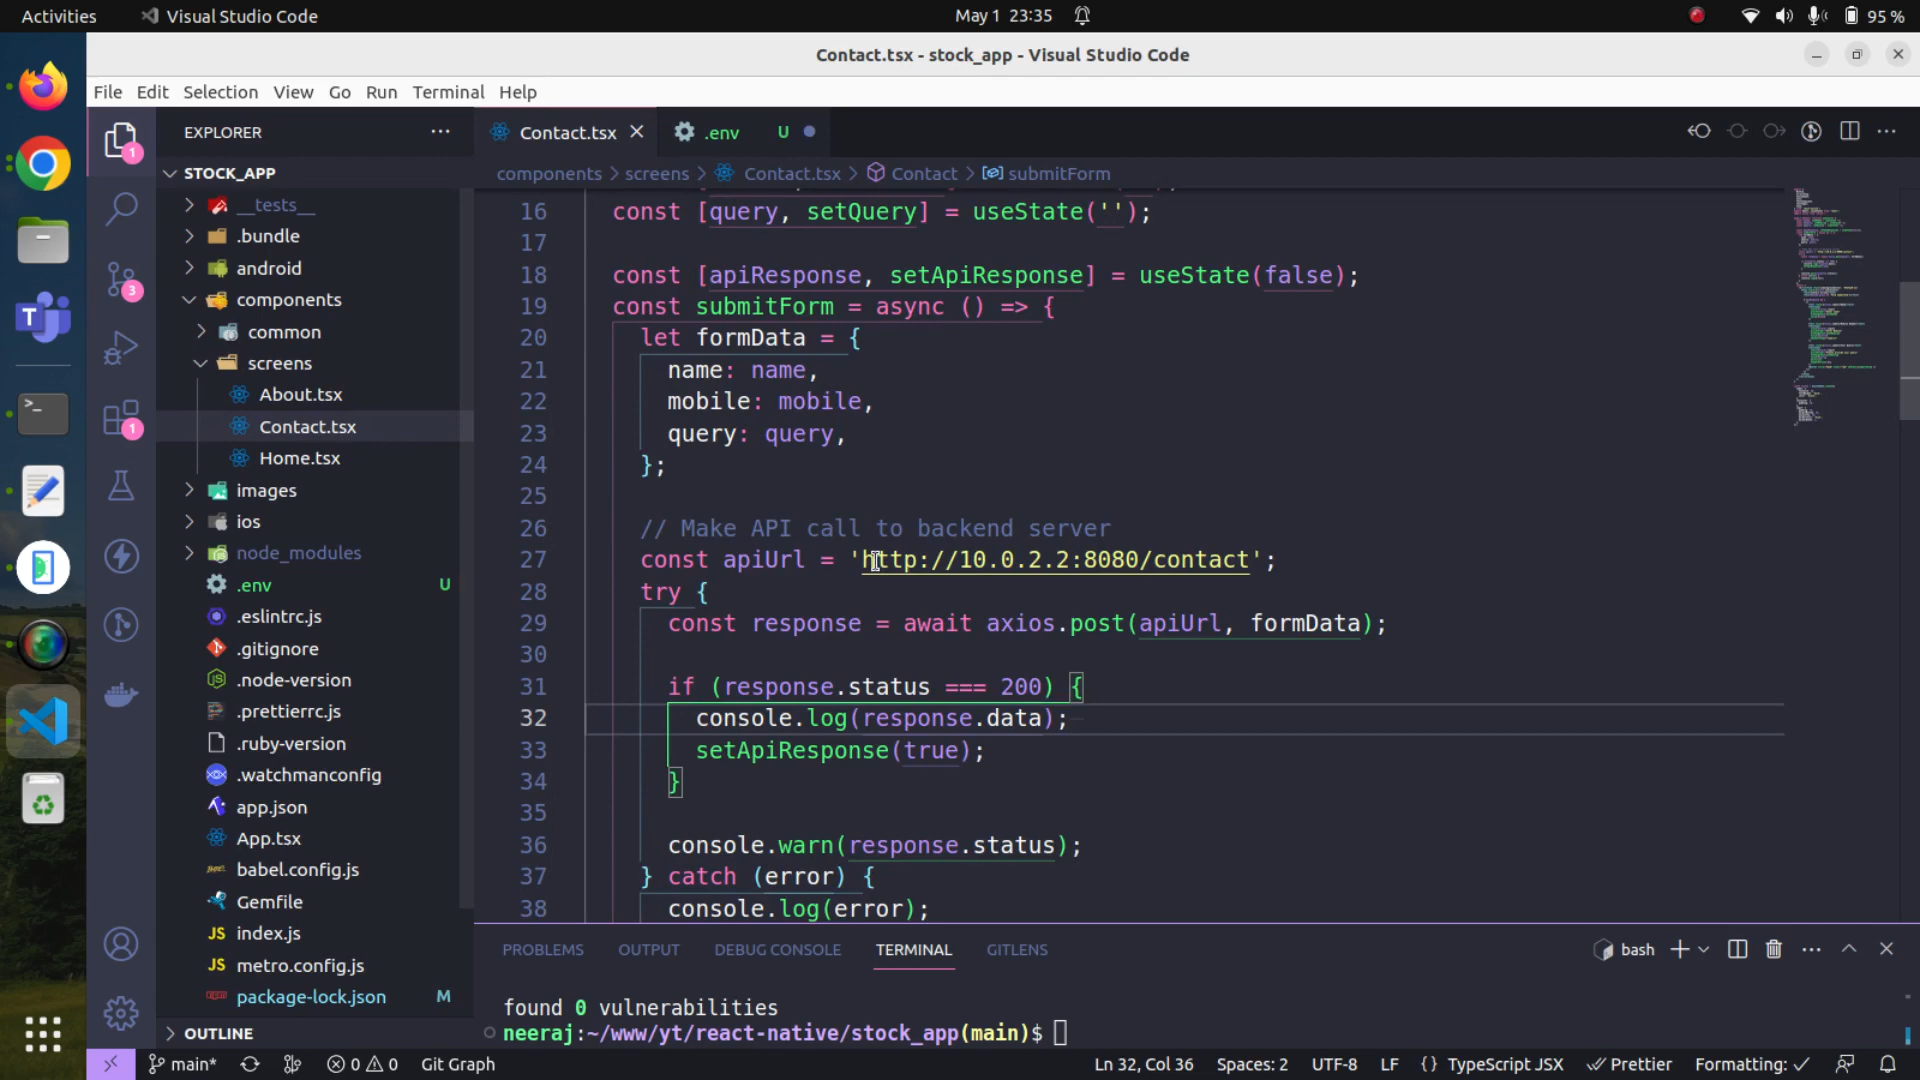 Activities
Visual Studio Code
May 1 23:35
95 %
Contact.tsx - stock_app - Visual Studio Code
File Edit Selection View Go Run Terminal Help
EXPLORER
STOCK_APP
__tests__
.bundle
android
components
common
screens
About.tsx
Contact.tsx
Home.tsx
images
ios
node_modules
.env U
.eslintrc.js
.gitignore
.node-version
.prettierrc.js
.ruby-version
.watchmanconfig
app.json
App.tsx
babel.config.js
Gemfile
JS index.js
JS metro.config.js
package-lock.json M
OUTLINE
1
3
1
Contact.tsx
.env U
components > screens > Contact.tsx > Contact > submitForm
16 const [query, setQuery] = useState('');
17
18 const [apiResponse, setApiResponse] = useState(false);
19 const submitForm = async () => {
20 let formData = {
21 name: name,
22 mobile: mobile,
23 query: query,
24 };
25
26 // Make API call to backend server
27 const apiUrl = 'http://10.0.2.2:8080/contact';
28 try {
29 const response = await axios.post(apiUrl, formData);
30
31 if (response.status === 200) {
32 console.log(response.data);
33 setApiResponse(true);
34 }
35
36 console.warn(response.status);
37 } catch (error) {
38 console.log(error);
PROBLEMS OUTPUT DEBUG CONSOLE TERMINAL GITLENS
bash
found 0 vulnerabilities
neeraj:~/www/yt/react-native/stock_app(main)$
main* 0 0 Git Graph
Ln 32, Col 36 Spaces: 2 UTF-8 LF {} TypeScript JSX Prettier Formatting: ✓